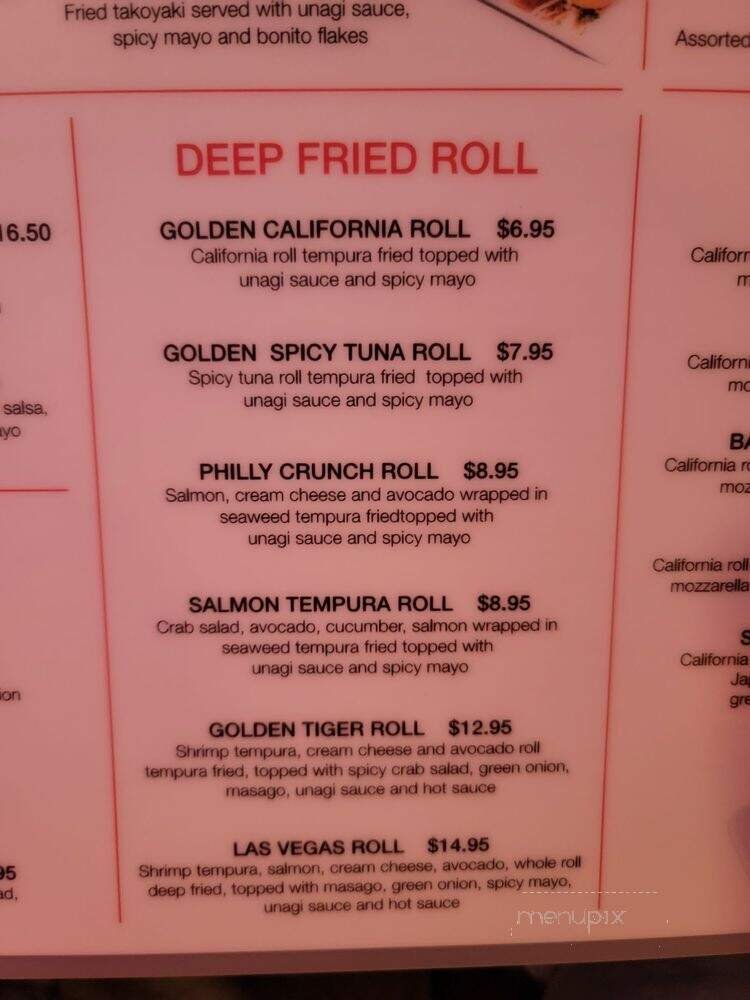 Fried takoyaki served with unagi sauce,
spicy mayo and bonito flakes
Assorted
DEEP FRIED ROLL
GOLDEN CALIFORNIA ROLL $6.95
California roll tempura fried topped with
unagi sauce and spicy mayo
GOLDEN SPICY TUNA ROLL $7.95
Spicy tuna roll tempura fried topped with
unagi sauce and spicy mayo
PHILLY CRUNCH ROLL $8.95
Salmon, cream cheese and avocado wrapped in
seaweed tempura friedtopped with
unagi sauce and spicy mayo
SALMON TEMPURA ROLL $8.95
Crab salad, avocado, cucumber, salmon wrapped in
seaweed tempura fried topped with
unagi sauce and spicy mayo
GOLDEN TIGER ROLL $12.95
Shrimp tempura, cream cheese and avocado roll
tempura fried, topped with spicy crab salad, green onion,
masago, unagi sauce and hot sauce
LAS VEGAS ROLL $14.95
Shrimp tempura, salmon, cream cheese, avocado, whole roll
deep fried, topped with masago, green onion, spicy mayo,
unagi sauce and hot sauce
16.50
salsa,
California roll
mozzarella
California
menupix